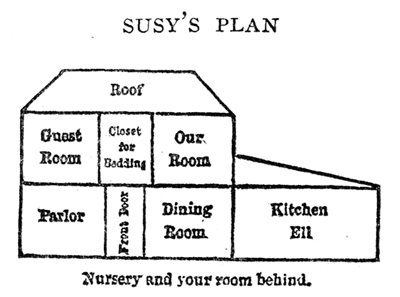 SUSY'S PLAN
Roof
Guest
Room
Closet
for
Bedding
Our
Room
Parlor
Front Door
Dining
Room
Kitchen
Ell
Nursery and your room behind.